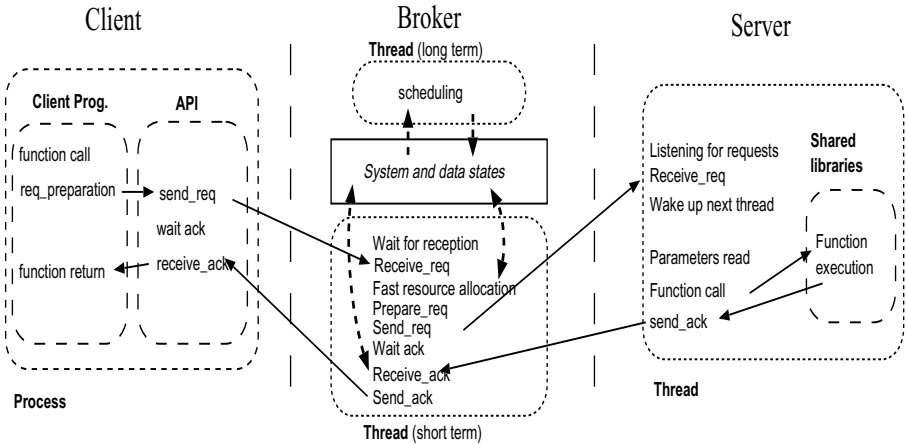 Client
Broker
Server
Client Prog.
API
function call
req_preparation
function return
send_req
wait ack
receive_ack
Process
Thread (long term)
scheduling
System and data states
Wait for reception
Receive_req
Fast resource allocation
Prepare_req
Send_req
Wait ack
Receive_ack
Send_ack
Thread (short term)
Listening for requests
Receive_req
Wake up next thread
Parameters read
Function call
send_ack
Shared
libraries
Function
execution
Thread